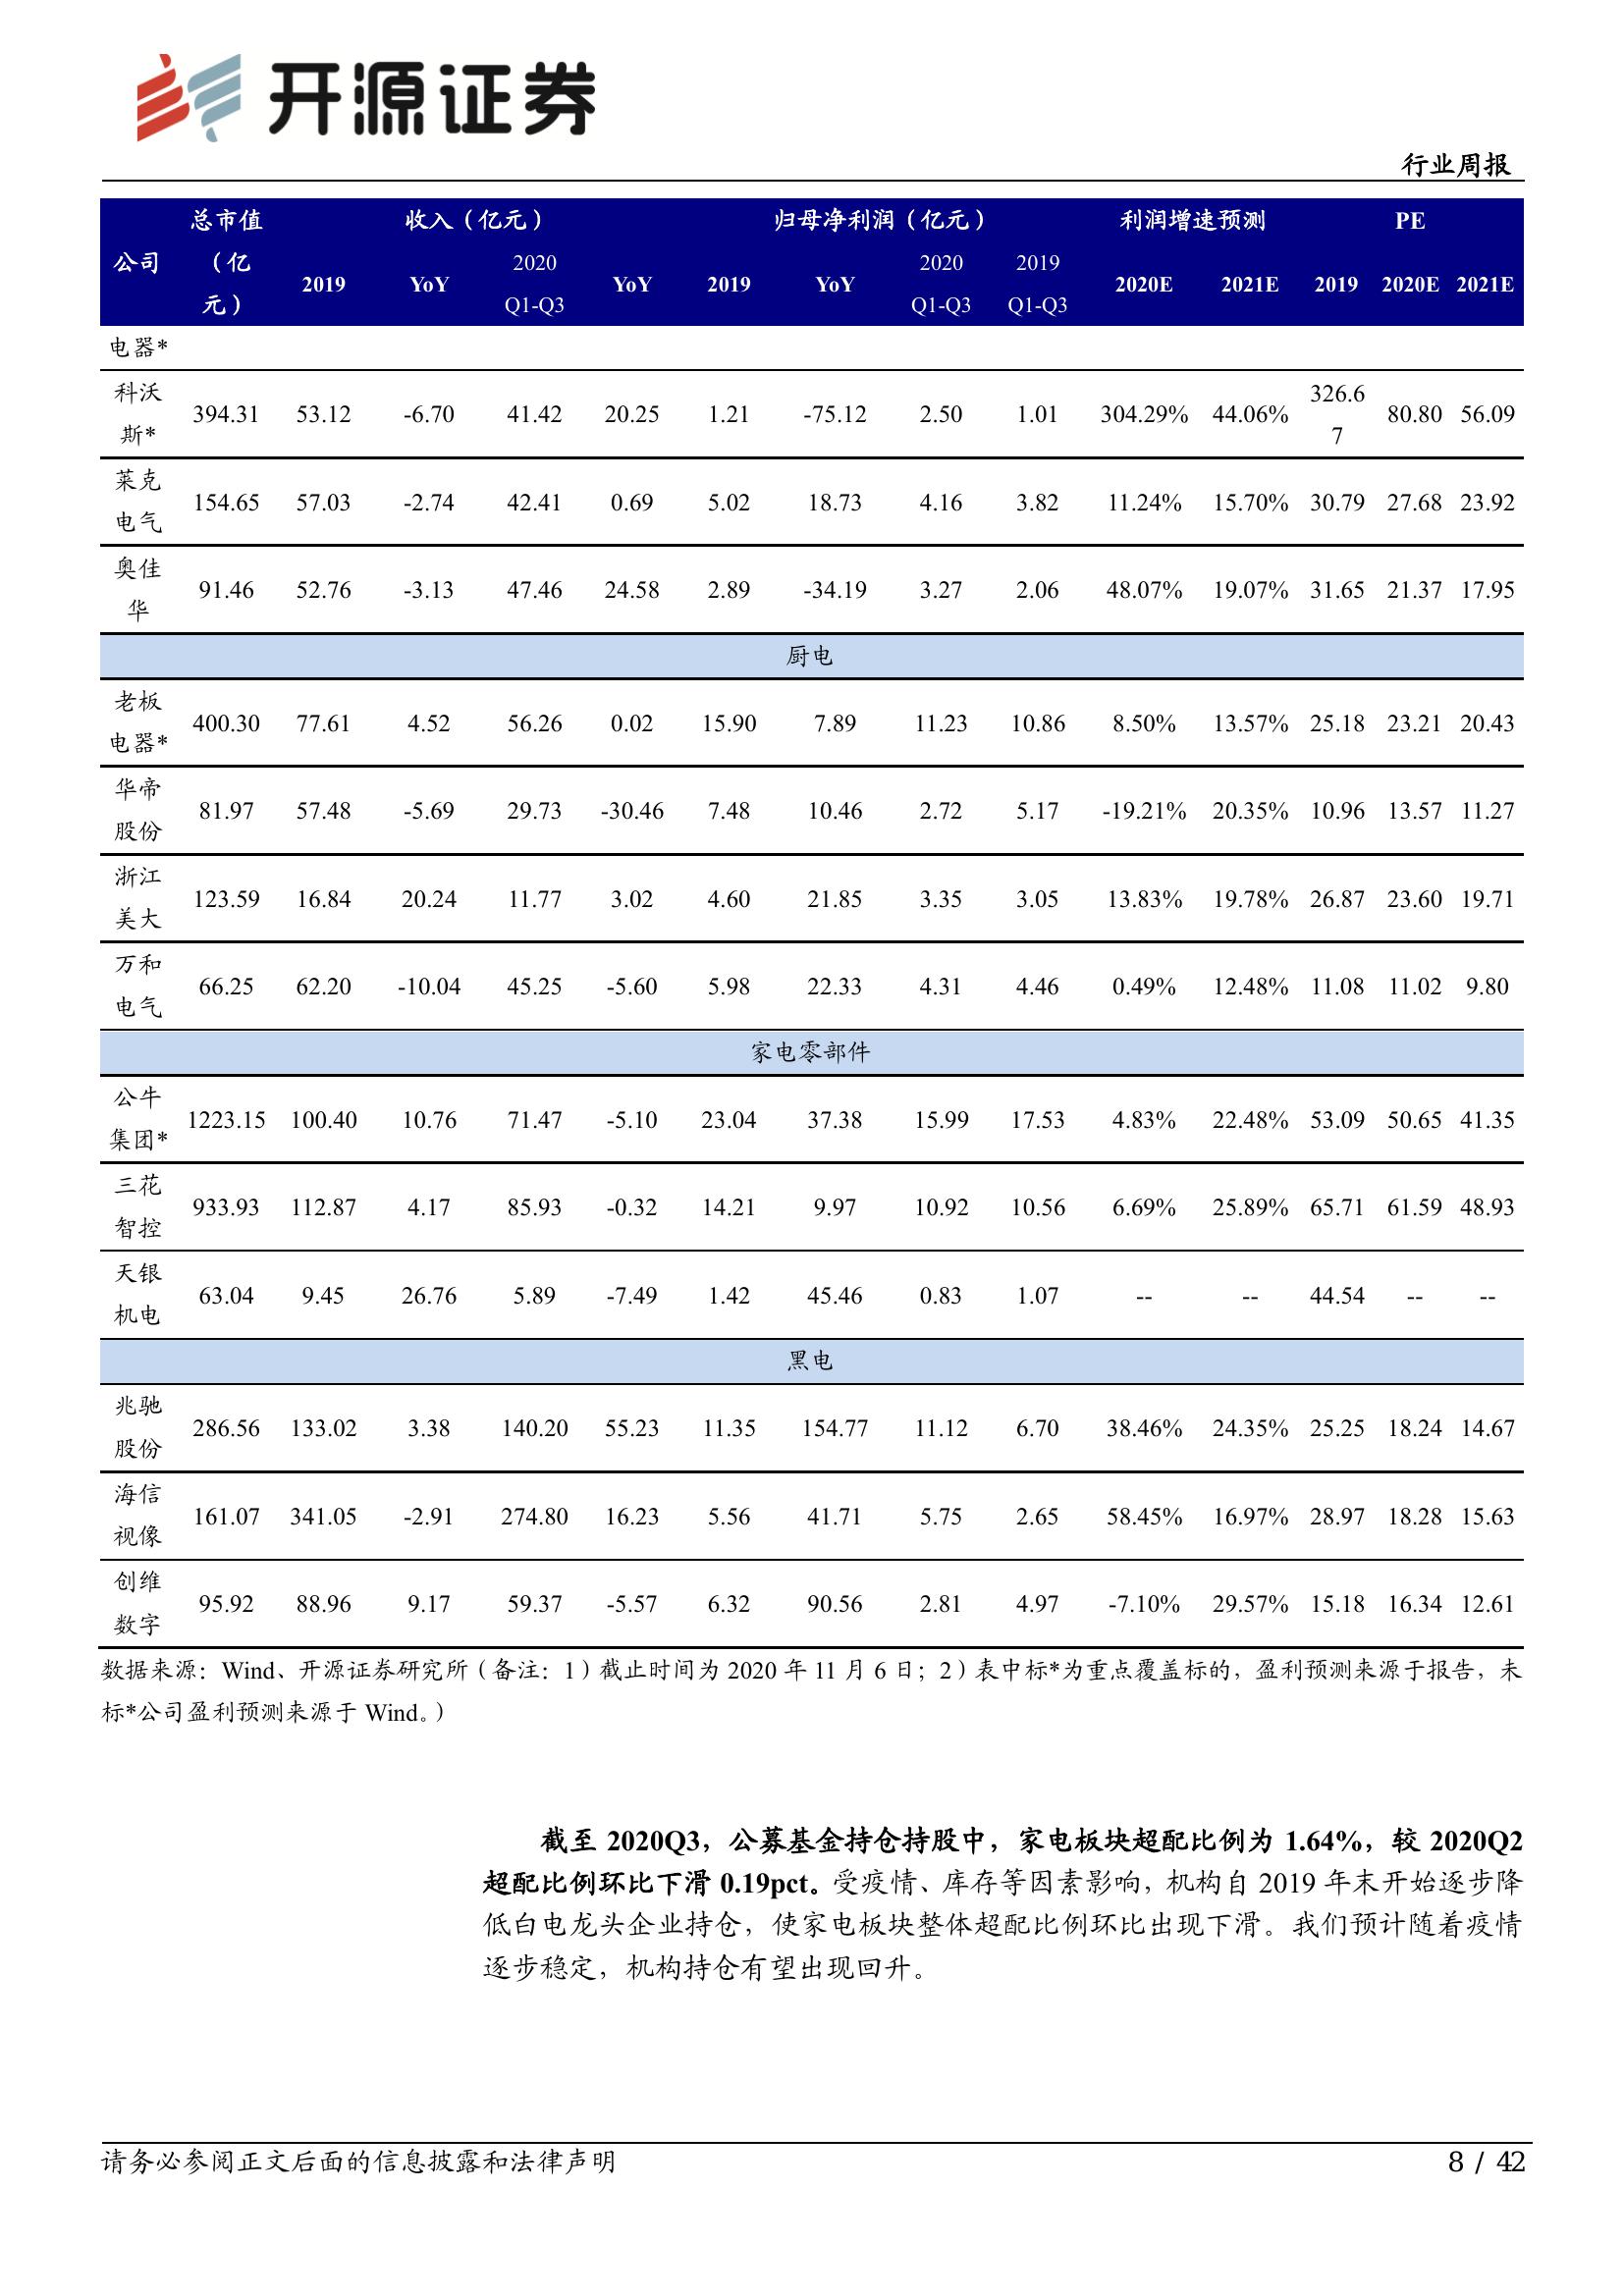 开源证券
行业周报
公司 总市值（亿元） 收入（亿元） 归母净利润（亿元） 利润增速预测 PE
2019 YoY 2020 Q1-Q3 YoY 2019 YoY 2020 Q1-Q3 2019 Q1-Q3 2020E 2021E 2019 2020E 2021E
电器*
科沃斯* 394.31 53.12 -6.70 41.42 20.25 1.21 -75.12 2.50 1.01 304.29% 44.06% 326.67 80.80 56.09
莱克电气 154.65 57.03 -2.74 42.41 0.69 5.02 18.73 4.16 3.82 11.24% 15.70% 30.79 27.68 23.92
奥佳华 91.46 52.76 -3.13 47.46 24.58 2.89 -34.19 3.27 2.06 48.07% 19.07% 31.65 21.37 17.95
厨电
老板电器* 400.30 77.61 4.52 56.26 0.02 15.90 7.89 11.23 10.86 8.50% 13.57% 25.18 23.21 20.43
华帝股份 81.97 57.48 -5.69 29.73 -30.46 7.48 10.46 2.72 5.17 -19.21% 20.35% 10.96 13.57 11.27
浙江美大 123.59 16.84 20.24 11.77 3.02 4.60 21.85 3.35 3.05 13.83% 19.78% 26.87 23.60 19.71
万和电气 66.25 62.20 -10.04 45.25 -5.60 5.98 22.33 4.31 4.46 0.49% 12.48% 11.08 11.02 9.80
家电零部件
公牛集团* 1223.15 100.40 10.76 71.47 -5.10 23.04 37.38 15.99 17.53 4.83% 22.48% 53.09 50.65 41.35
三花智控 933.93 112.87 4.17 85.93 -0.32 14.21 9.97 10.92 10.56 6.69% 25.89% 65.71 61.59 48.93
天银机电 63.04 9.45 26.76 5.89 -7.49 1.42 45.46 0.83 1.07 -- -- 44.54 -- --
黑电
兆驰股份 286.56 133.02 3.38 140.20 55.23 11.35 154.77 11.12 6.70 38.46% 24.35% 25.25 18.24 14.67
海信视像 161.07 341.05 -2.91 274.80 16.23 5.56 41.71 5.75 2.65 58.45% 16.97% 28.97 18.28 15.63
创维数字 95.92 88.96 9.17 59.37 -5.57 6.32 90.56 2.81 4.97 -7.10% 29.57% 15.18 16.34 12.61
数据来源：Wind、开源证券研究所（备注：1）截止时间为 2020 年 11 月 6 日；2）表中标*为重点覆盖标的，盈利预测来源于报告，未
标*公司盈利预测来源于 Wind。）
截至 2020Q3，公募基金持仓持股中，家电板块超配比例为 1.64%，较 2020Q2
超配比例环比下滑 0.19pct。受疫情、库存等因素影响，机构自 2019 年末开始逐步降
低白电龙头企业持仓，使家电板块整体超配比例环比出现下滑。我们预计随着疫情
逐步稳定，机构持仓有望出现回升。
请务必参阅正文后面的信息披露和法律声明 8 / 42